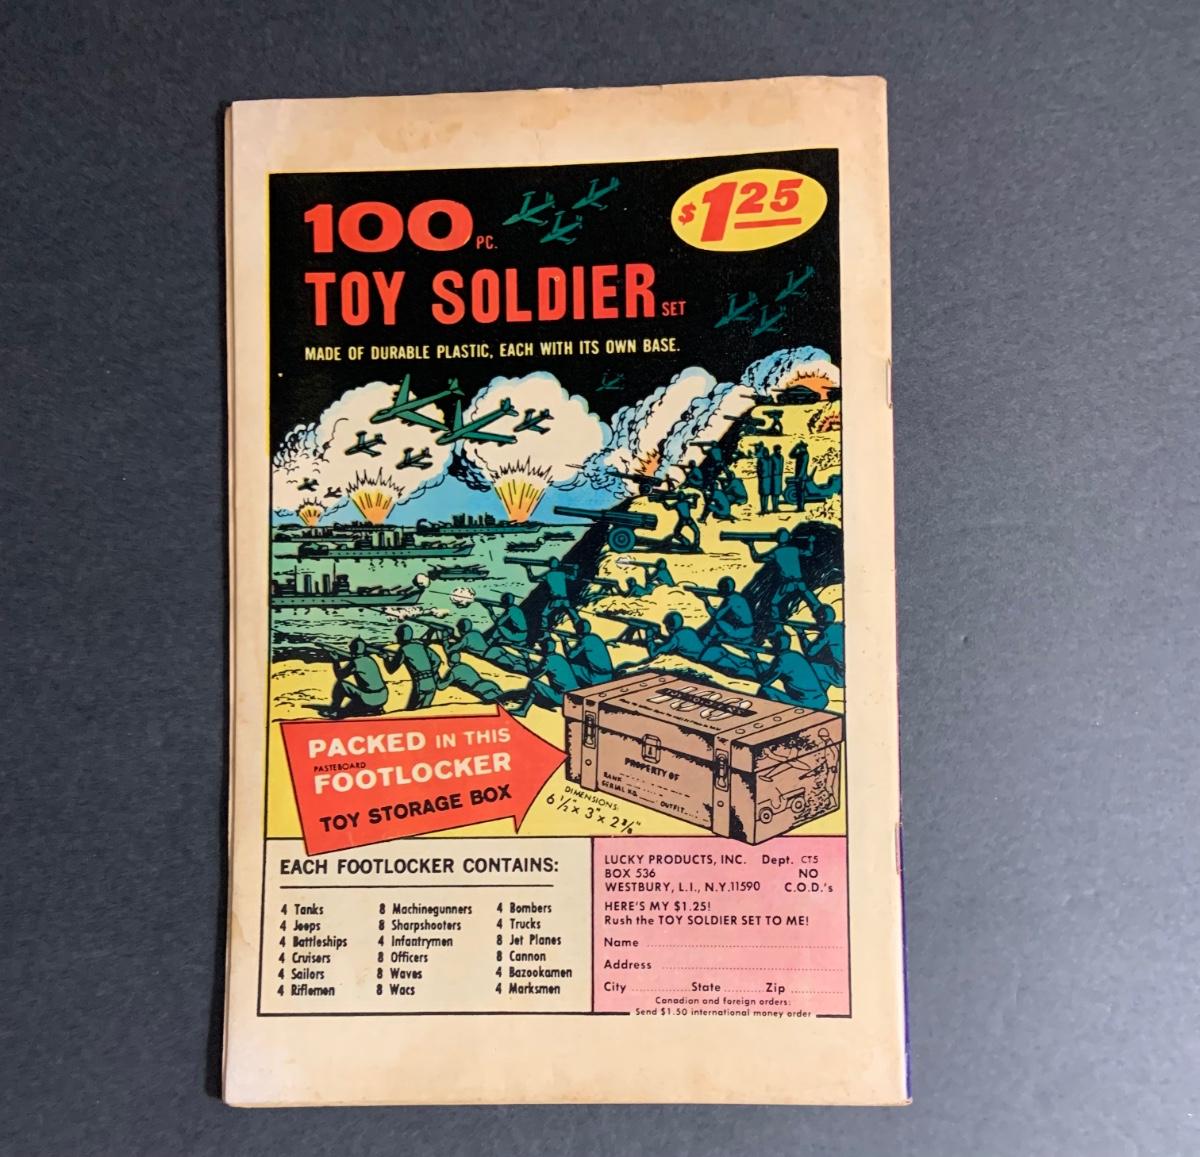 100 PC.
$1.25
TOY SOLDIER SET
MADE OF DURABLE PLASTIC, EACH WITH ITS OWN BASE.
PACKED IN THIS
PASTEBOARD
FOOTLOCKER
TOY STORAGE BOX
PROPERTY OF
RANK
SERIAL NO.
OUTFIT
DIMENSIONS:
6 1/2" x 3" x 2 3/8"
EACH FOOTLOCKER CONTAINS:
4 Tanks
4 Jeeps
4 Battleships
4 Cruisers
4 Sailors
4 Riflemen
8 Machinegunners
8 Sharpshooters
4 Infantrymen
8 Officers
8 Waves
8 Wacs
4 Bombers
4 Trucks
8 Jet Planes
8 Cannon
4 Bazookamen
4 Marksmen
LUCKY PRODUCTS, INC. Dept. CT5
BOX 536 NO
WESTBURY, L.I., N.Y.11590 C.O.D.'s
HERE'S MY $1.25!
Rush the TOY SOLDIER SET TO ME!
Name
Address
City State Zip
Canadian and foreign orders:
Send $1.50 international money order